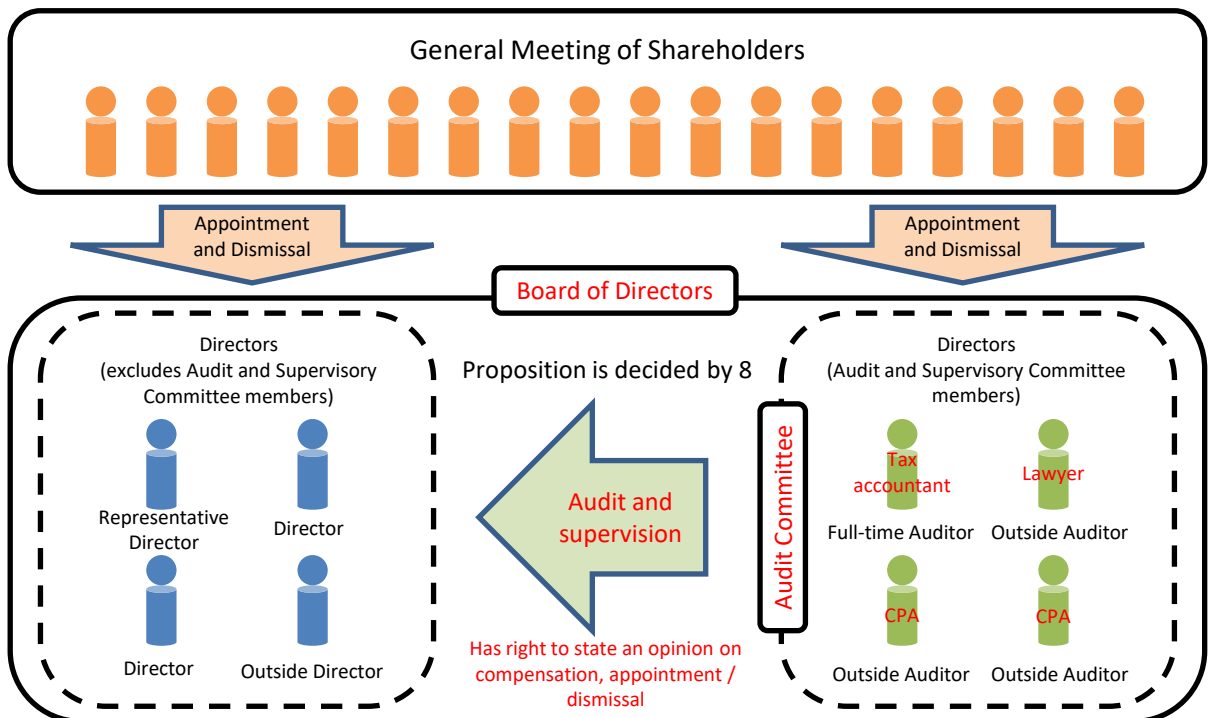 General Meeting of Shareholders
Appointment
and Dismissal
Appointment
and Dismissal
Board of Directors
Directors
(excludes Audit and Supervisory
Committee members)
Representative
Director
Director
Director
Outside Director
Proposition is decided by 8
Audit and
supervision
Has right to state an opinion on
compensation, appointment /
dismissal
Audit Committee
Directors
(Audit and Supervisory Committee
members)
Tax
accountant
Full-time Auditor
Lawyer
Outside Auditor
CPA
Outside Auditor
CPA
Outside Auditor